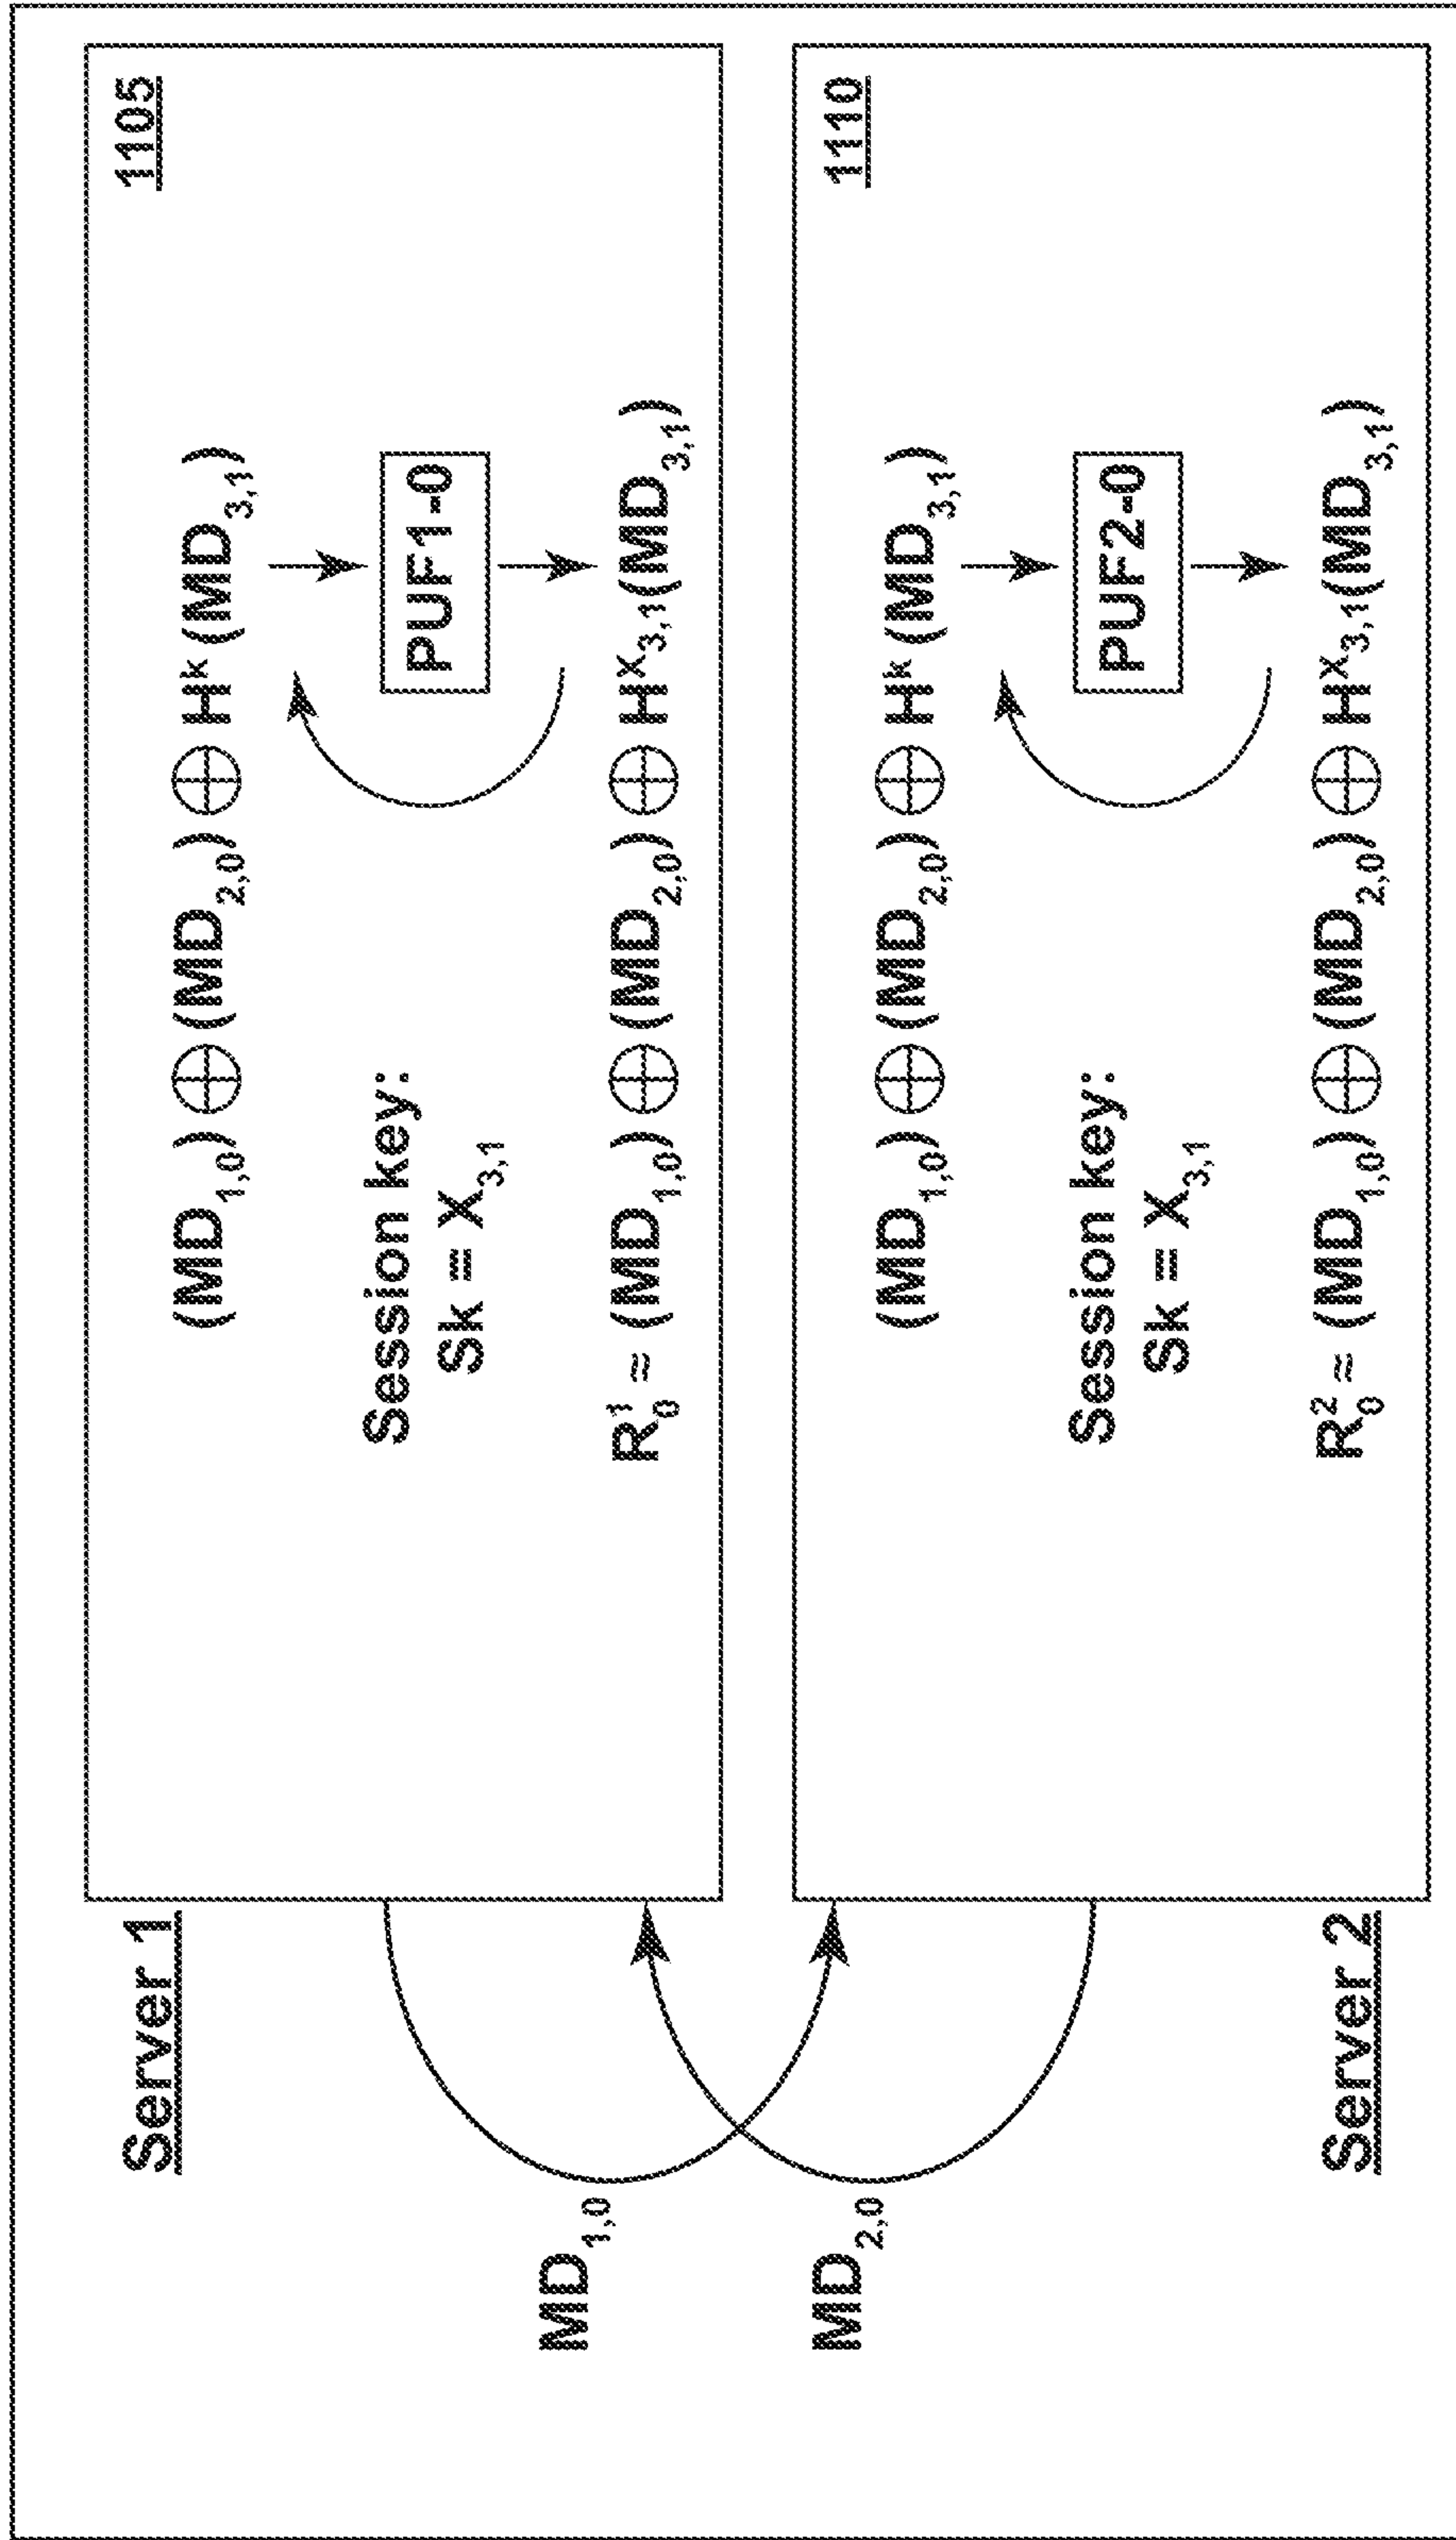 Server 1
1105
(MD₁,₀) ⊕ (MD₂,₀) ⊕ Hᵏ (MD₃,₁)
PUF1-0
Session key:
Sk = X₃,₁
R₀¹ ≈ (MD₁,₀) ⊕ (MD₂,₀) ⊕ Hˣ₃,₁(MD₃,₁)
MD₁,₀
MD₂,₀
1110
(MD₁,₀) ⊕ (MD₂,₀) ⊕ Hᵏ (MD₃,₁)
PUF2-0
Session key:
Sk = X₃,₁
R₀² ≈ (MD₁,₀) ⊕ (MD₂,₀) ⊕ Hˣ₃,₁(MD₃,₁)
Server 2